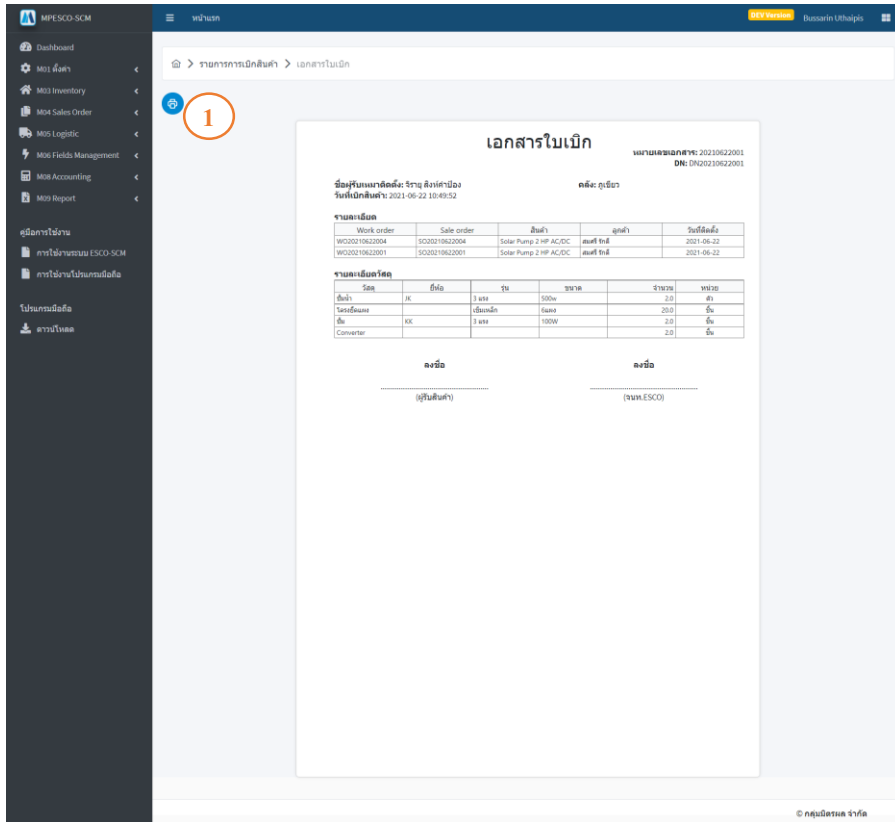 MPESCO-SCM
หน้าแรก
DEV Version
Bussarin Uthaipis
Dashboard
M01 ตั้งค่า
M03 Inventory
M04 Sales Order
M05 Logistic
M06 Fields Management
M08 Accounting
M09 Report
คู่มือการใช้งาน
การใช้งานระบบ ESCO-SCM
การใช้งานโปรแกรมมือถือ
โปรแกรมมือถือ
ดาวน์โหลด
รายการการเบิกสินค้า
เอกสารใบเบิก
1
เอกสารใบเบิก
หมายเลขเอกสาร: 20210622001
DN: DN20210622001
ชื่อผู้รับเหมาติดตั้ง: จิรายุ สิงห์คำป้อง
คลัง: ภูเขียว
วันที่เบิกสินค้า: 2021-06-22 10:49:52
รายละเอียด
Work order Sale order สินค้า ลูกค้า วันที่ติดตั้ง
WO20210622004 SO20210622004 Solar Pump 2 HP AC/DC สมศรี รักดี 2021-06-22
WO20210622001 SO20210622001 Solar Pump 2 HP AC/DC สมศรี รักดี 2021-06-22
รายละเอียดวัสดุ
วัสดุ ยี่ห้อ รุ่น ขนาด จำนวน หน่วย
ปั๊มน้ำ JK 3 แรง 500w 2.0 ตัว
โครงยึดแผง เข็มเหล็ก 6แผง 20.0 ชิ้น
ปั๊ม KK 3 แรง 100W 2.0 ชิ้น
Converter 2.0 ชิ้น
ลงชื่อ ลงชื่อ
(ผู้รับสินค้า) (จนท.ESCO)
© กลุ่มมิตรผล จำกัด